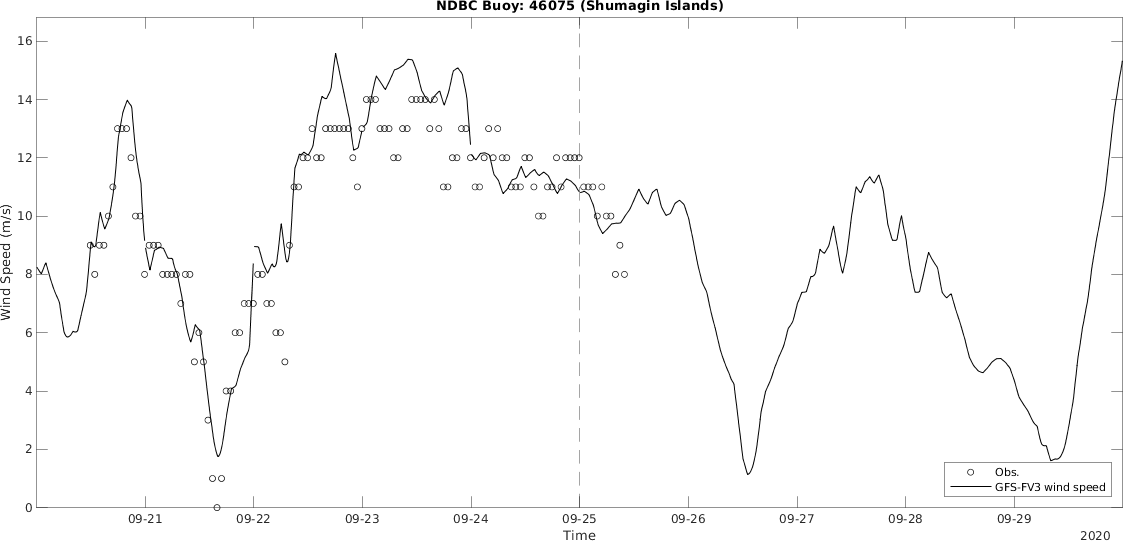 NDBC Buoy: 46075 (Shumagin Islands)
16
14
12
10
8
6
4
2
0
Wind Speed (m/s)
09-21 09-22 09-23 09-24 09-25 09-26 09-27 09-28 09-29
Time
2020
Obs.
GFS-FV3 wind speed